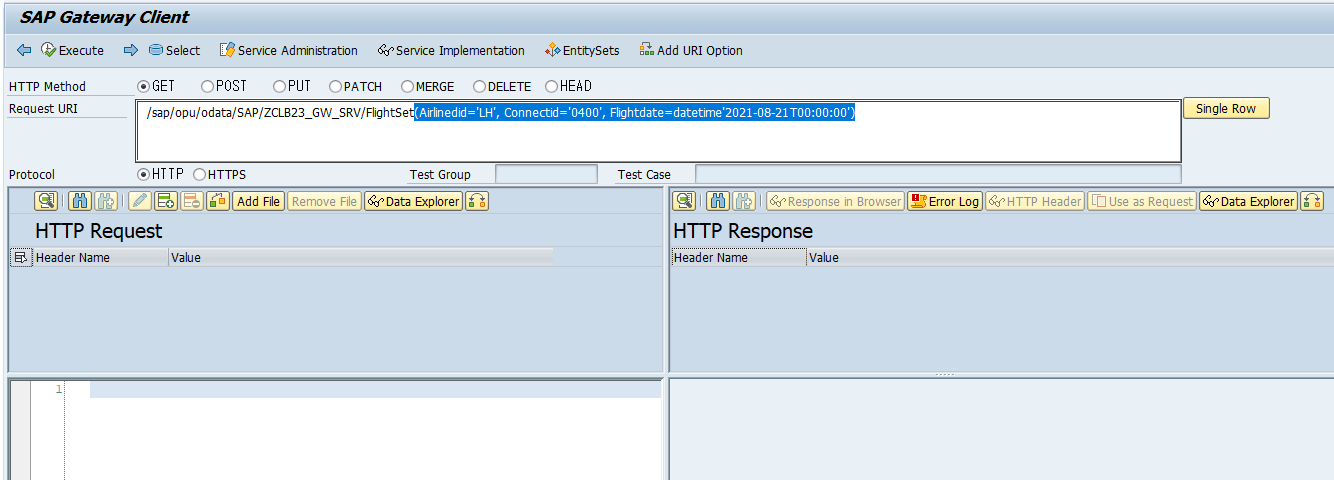 SAP Gateway Client
Execute Select Service Administration Service Implementation EntitySets Add URI Option
HTTP Method GET POST PUT PATCH MERGE DELETE HEAD
Request URI /sap/opu/odata/SAP/ZCLB23_GW_SRV/FlightSet(Airlinedid='LH', Connectid='0400', Flightdate=datetime'2021-08-21T00:00:00') Single Row
Protocol HTTP HTTPS Test Group Test Case
Add File Remove File Data Explorer Response in Browser Error Log HTTP Header Use as Request Data Explorer
HTTP Request HTTP Response
Header Name Value Header Name Value
1